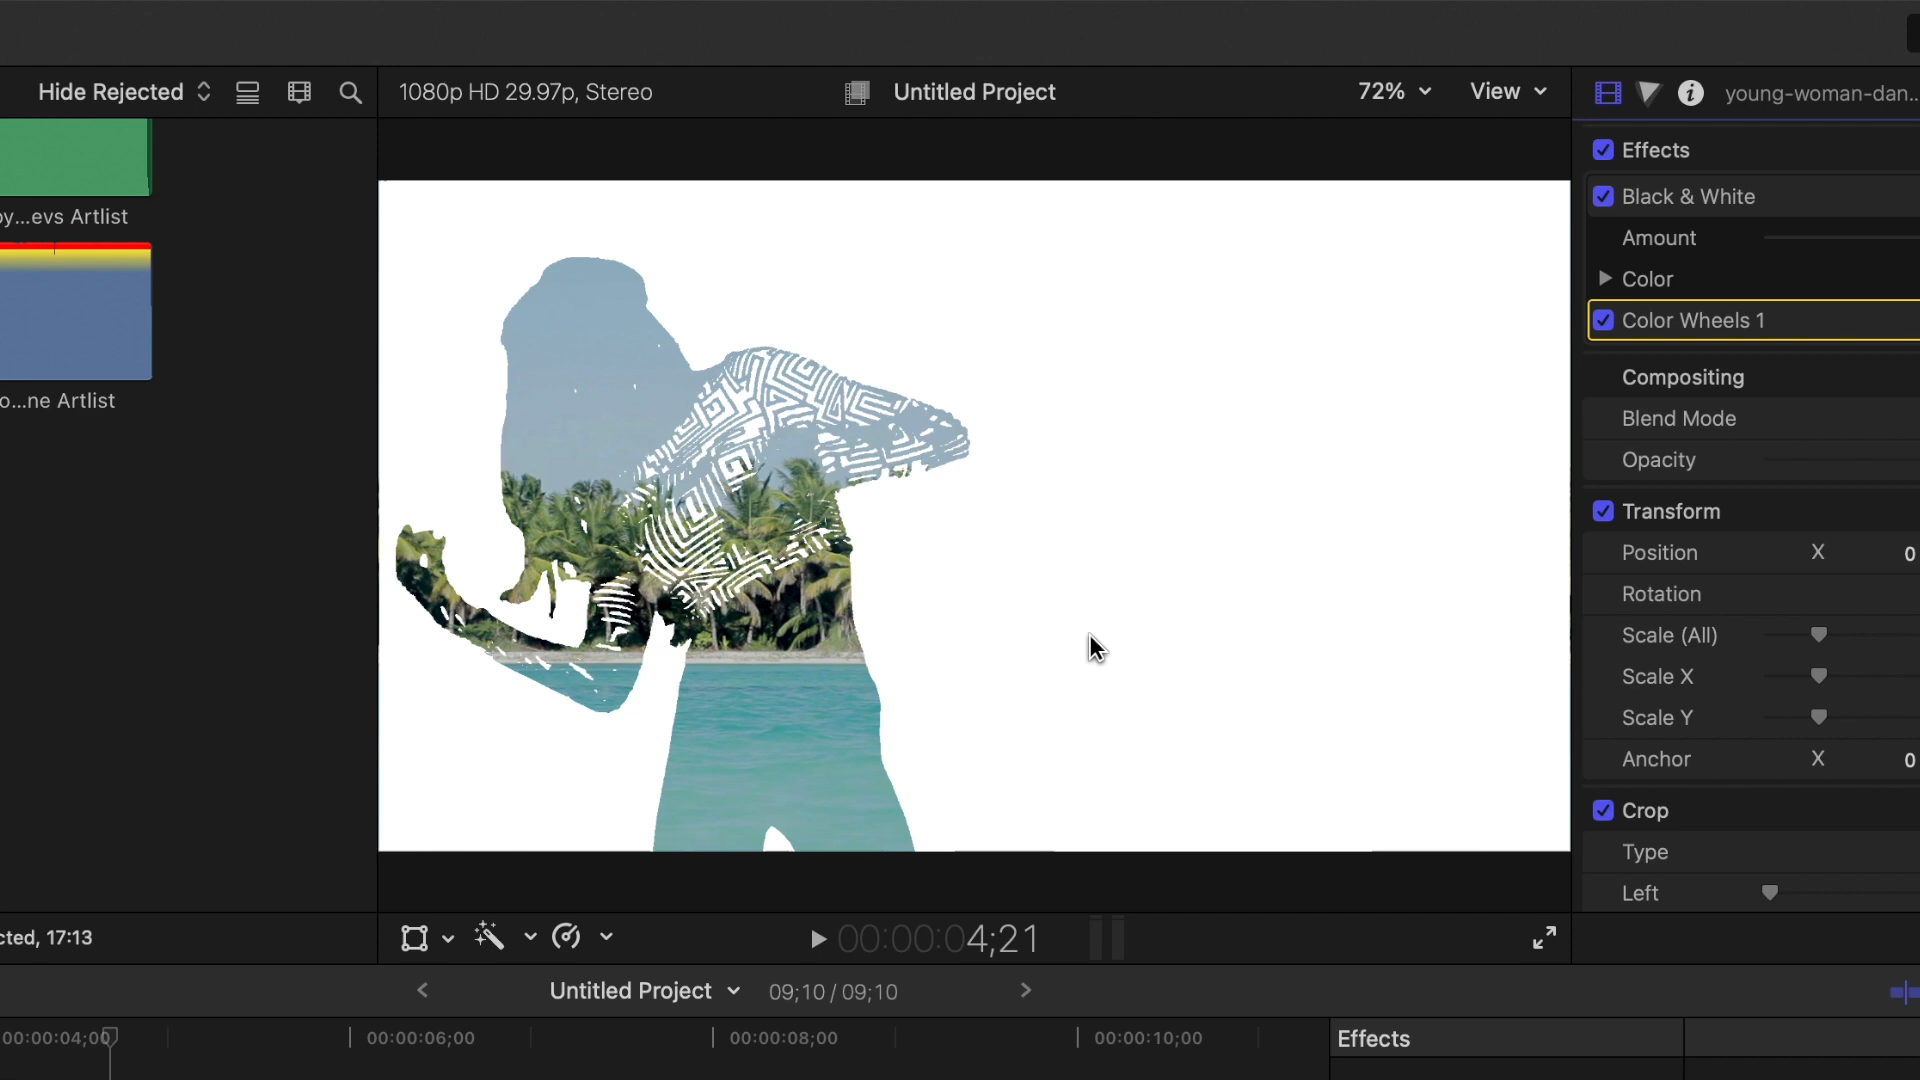 Hide Rejected
1080p HD 29.97p, Stereo
Untitled Project
72%
View
young-woman-dan...
oy...evs Artlist
o...ne Artlist
Effects
Black & White
Amount
Color
Color Wheels 1
Compositing
Blend Mode
Opacity
Transform
Position X 0
Rotation
Scale (All)
Scale X
Scale Y
Anchor X 0
Crop
Type
Left
cted, 17:13
00:00:04;21
Untitled Project
09;10 / 09;10
00:00:04;00
00:00:06;00
00:00:08;00
00:00:10;00
Effects